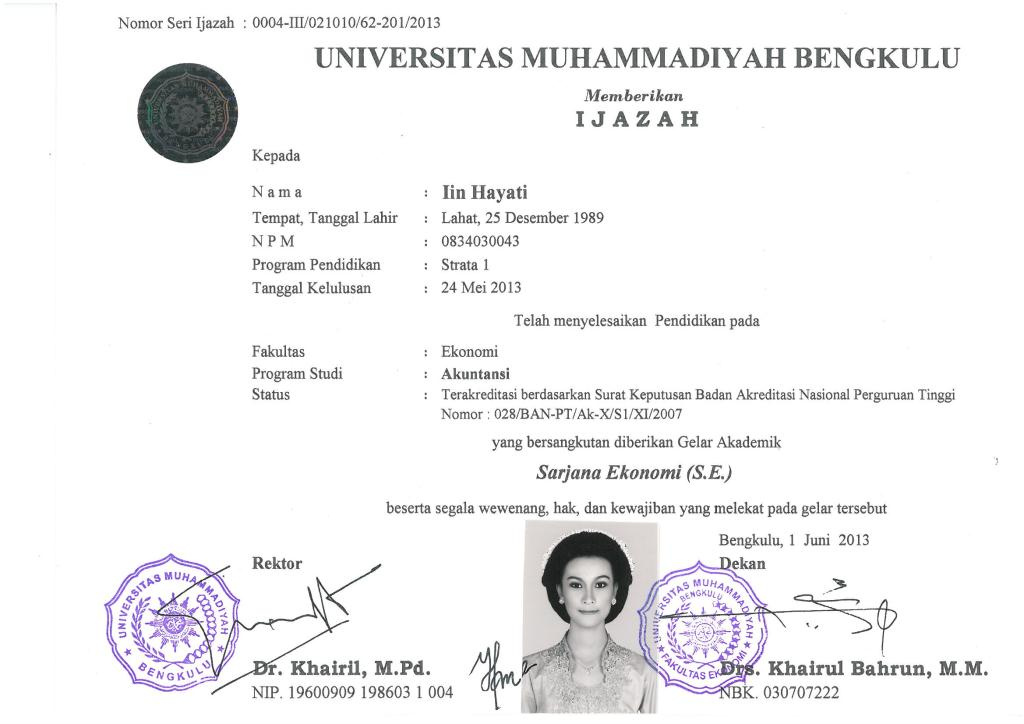 Nomor Seri Ijazah : 0004-III/021010/62-201/2013
UNIVERSITAS MUHAMMADIYAH BENGKULU
Memberikan
IJAZAH
Kepada
Nama : Iin Hayati
Tempat, Tanggal Lahir : Lahat, 25 Desember 1989
NPM : 0834030043
Program Pendidikan : Strata 1
Tanggal Kelulusan : 24 Mei 2013
Telah menyelesaikan Pendidikan pada
Fakultas : Ekonomi
Program Studi : Akuntansi
Status : Terakreditasi berdasarkan Surat Keputusan Badan Akreditasi Nasional Perguruan Tinggi
Nomor : 028/BAN-PT/Ak-X/S1/XI/2007
yang bersangkutan diberikan Gelar Akademik
Sarjana Ekonomi (S.E.)
beserta segala wewenang, hak, dan kewajiban yang melekat pada gelar tersebut
Bengkulu, 1 Juni 2013
Rektor
Dekan
UNIVERSITAS MUHAMMADIYAH
BENGKULU
UNIVERSITAS MUHAMMADIYAH
BENGKULU
FAKULTAS EKONOMI
Dr. Khairil, M.Pd.
NIP. 19600909 198603 1 004
Drs. Khairul Bahrun, M.M.
NBK. 030707222